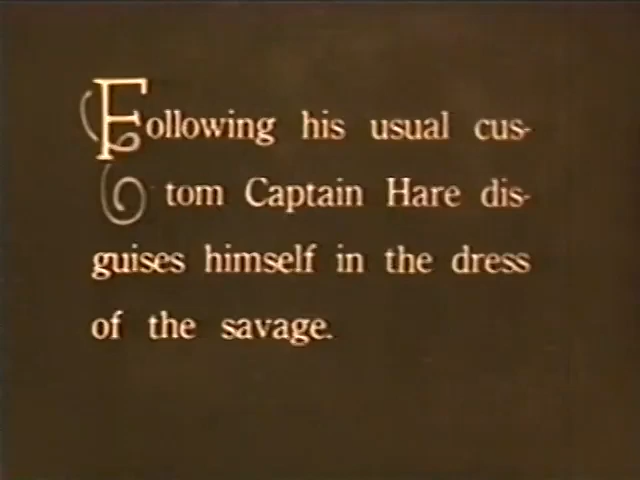 Following his usual cus-
tom Captain Hare dis-
guises himself in the dress
of the savage.